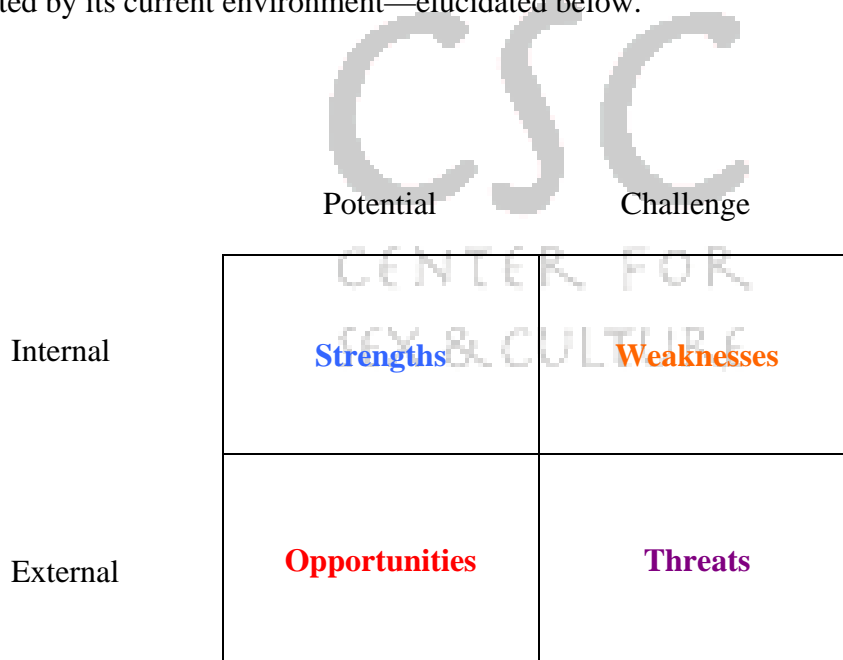 ted by its current environment—elucidated below.
CSC
Potential Challenge
CENTER FOR
Internal Strengths Weaknesses
SEX & CULTURE
External Opportunities Threats